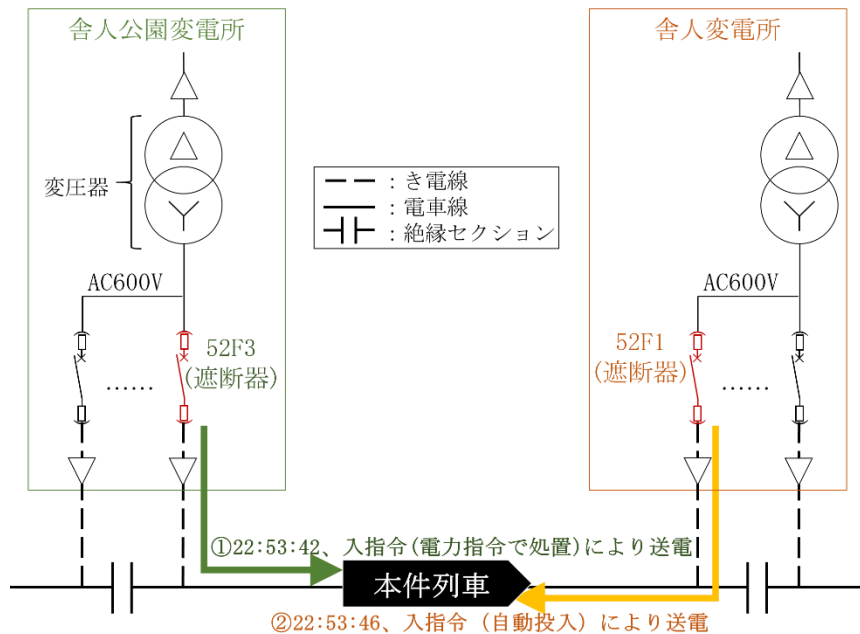 舎人公園変電所
舎人変電所
変圧器
: き電線
: 電車線
: 絶縁セクション
AC600V
AC600V
52F3
(遮断器)
52F1
(遮断器)
......
......
①22:53:42、入指令(電力指令で処置)により送電
本件列車
②22:53:46、入指令（自動投入）により送電